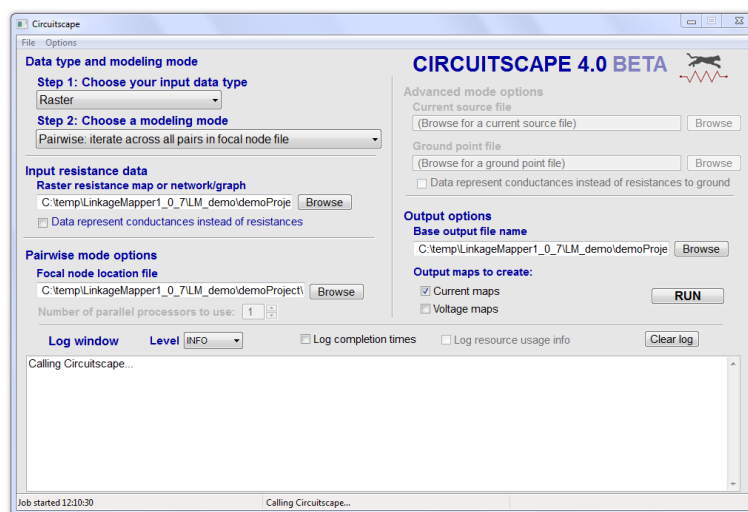 Circuitscape
File Options
Data type and modeling mode
Step 1: Choose your input data type
Raster
Step 2: Choose a modeling mode
Pairwise: iterate across all pairs in focal node file
Input resistance data
Raster resistance map or network/graph
C:\temp\LinkageMapper1_0_7\LM_demo\demoProje Browse
Data represent conductances instead of resistances
Pairwise mode options
Focal node location file
C:\temp\LinkageMapper1_0_7\LM_demo\demoProject\ Browse
Number of parallel processors to use: 1
CIRCUITSCAPE 4.0 BETA
Advanced mode options
Current source file
(Browse for a current source file) Browse
Ground point file
(Browse for a ground point file) Browse
Data represent conductances instead of resistances to ground
Output options
Base output file name
C:\temp\LinkageMapper1_0_7\LM_demo\demoProje Browse
Output maps to create:
Current maps
RUN
Voltage maps
Log window Level INFO Log completion times Log resource usage info Clear log
Calling Circuitscape...
Job started 12:10:30 Calling Circuitscape...